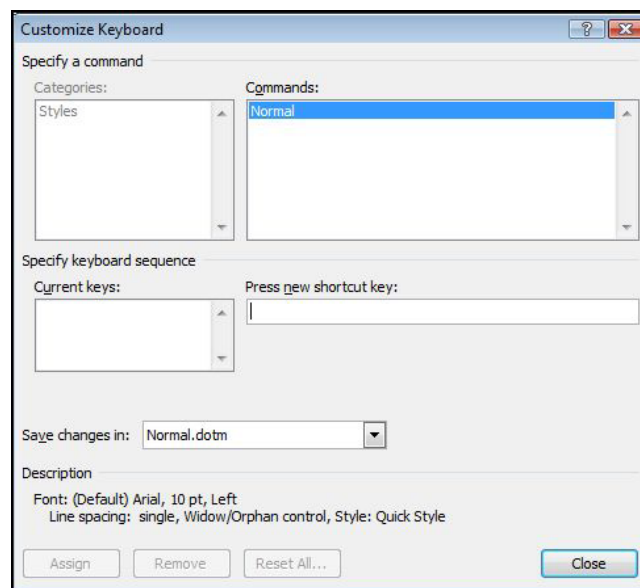 Customize Keyboard
Specify a command
Categories:
Commands:
Styles
Normal
Specify keyboard sequence
Current keys:
Press new shortcut key:
Save changes in:
Normal.dotm
Description
Font: (Default) Arial, 10 pt, Left
Line spacing: single, Widow/Orphan control, Style: Quick Style
Assign
Remove
Reset All...
Close